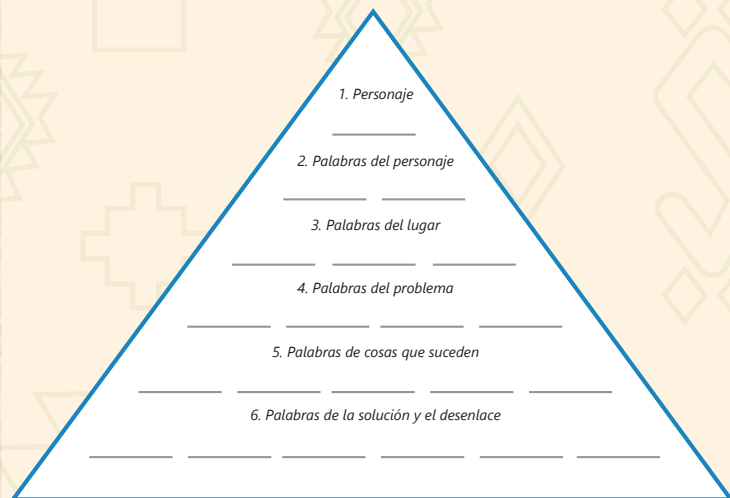 1. Personaje
2. Palabras del personaje
3. Palabras del lugar
4. Palabras del problema
5. Palabras de cosas que suceden
6. Palabras de la solución y el desenlace